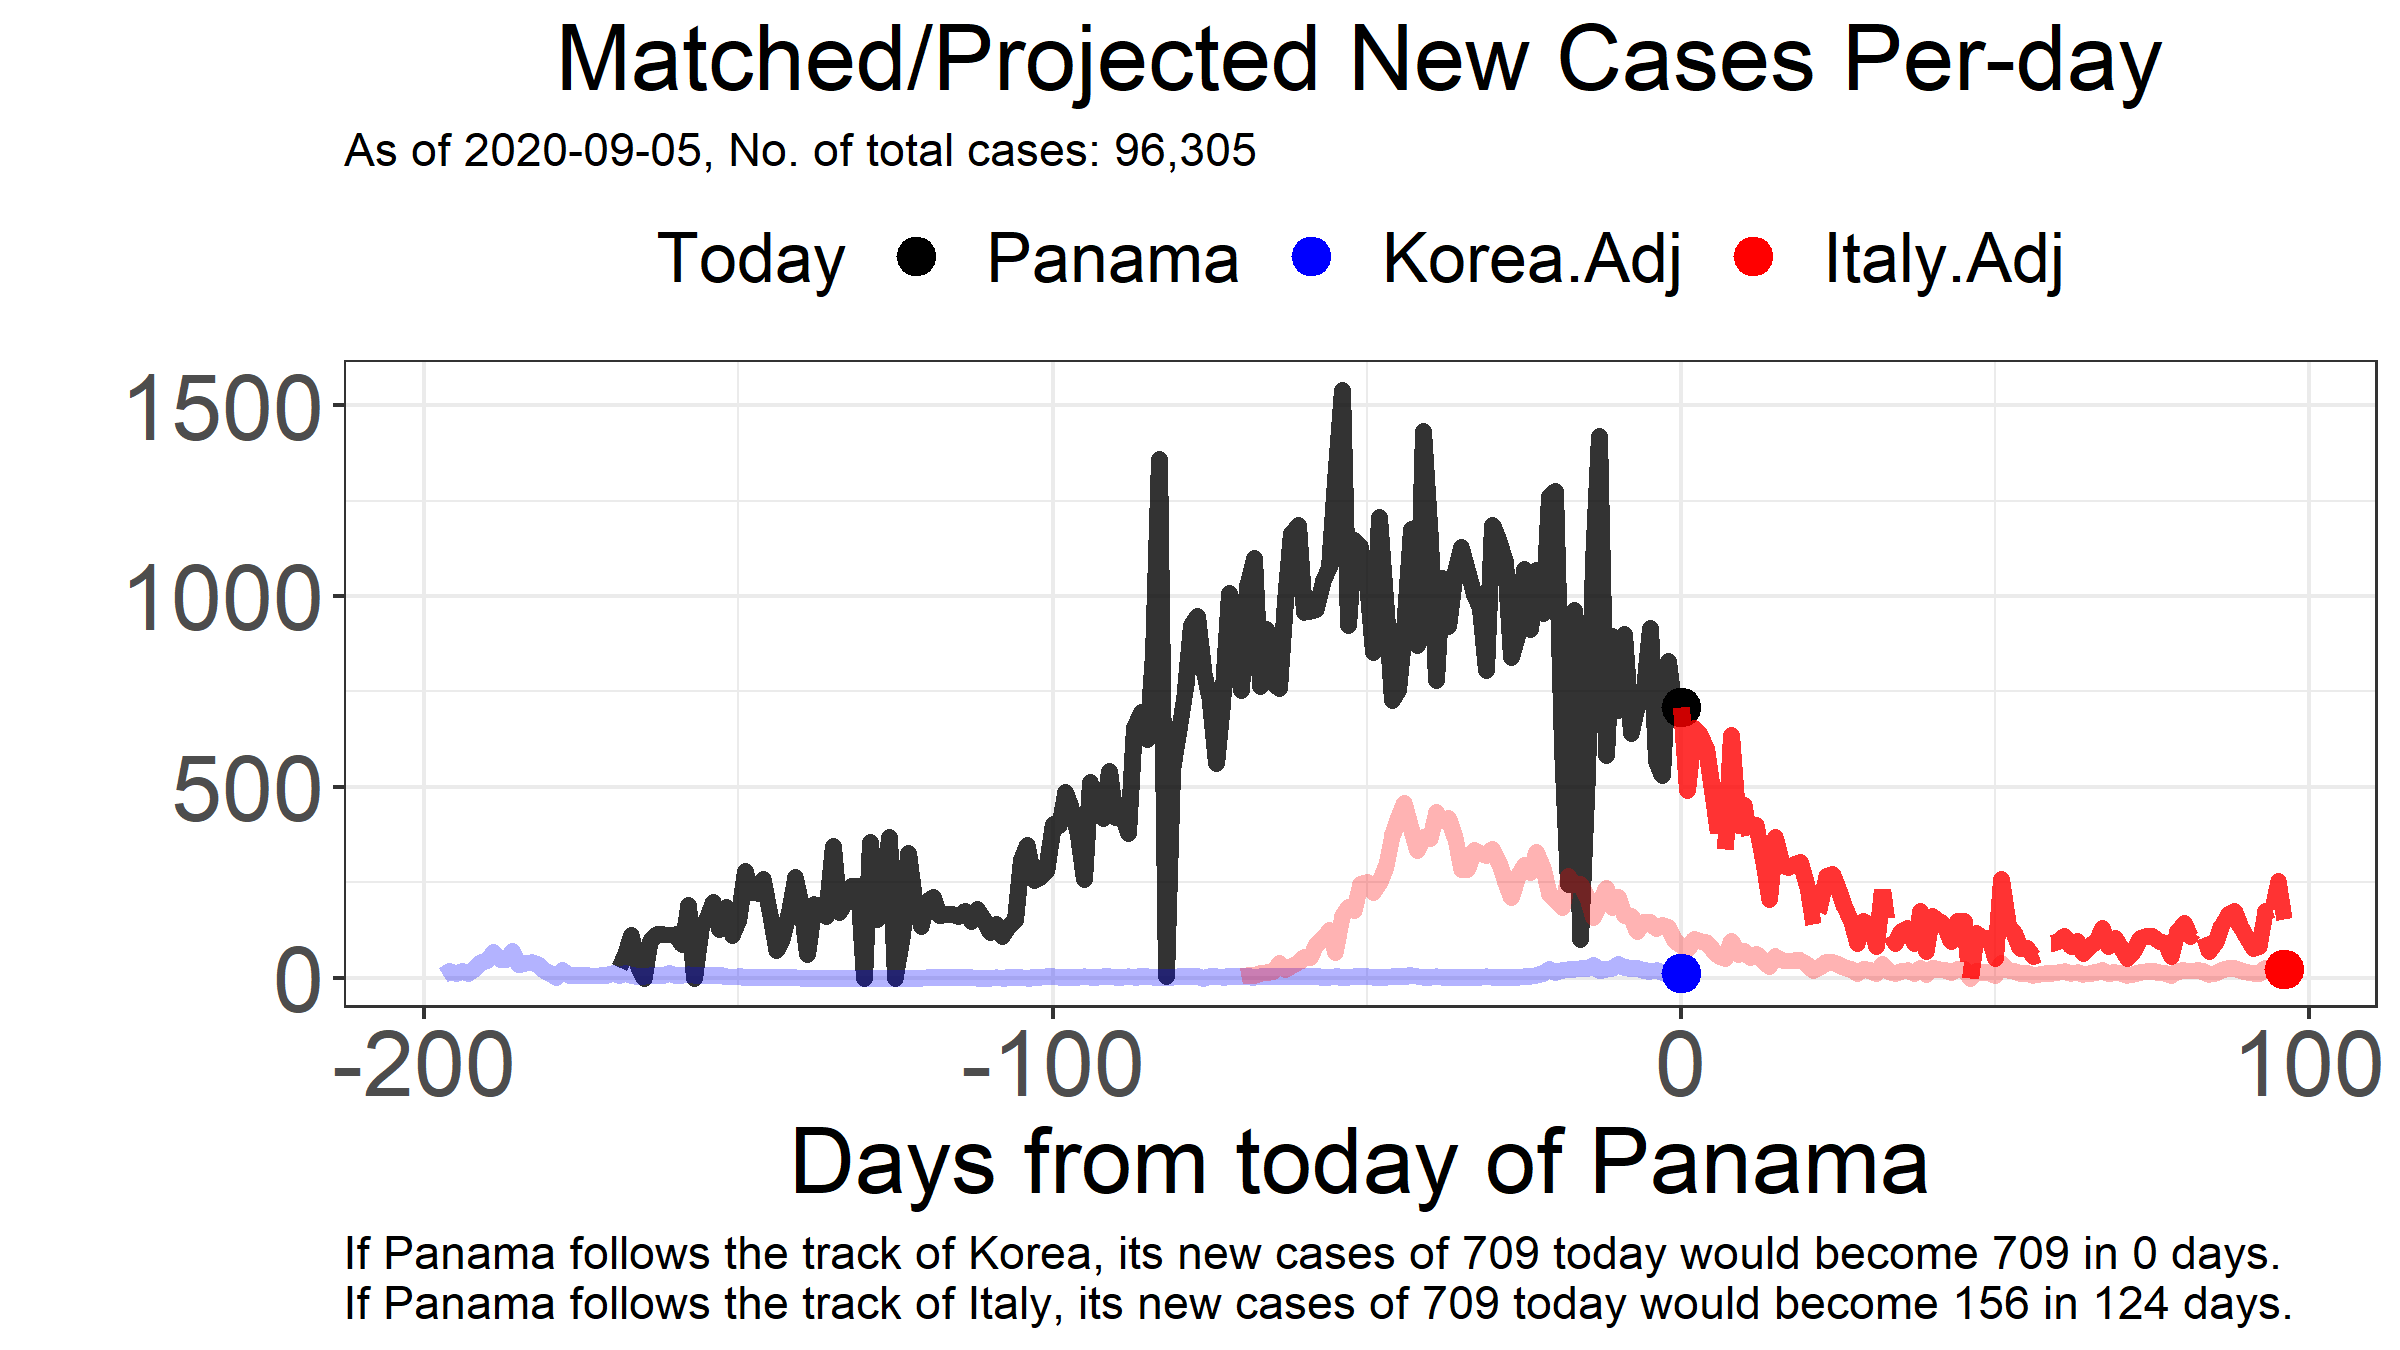 Matched/Projected New Cases Per-day
As of 2020-09-05, No. of total cases: 96,305
Today Panama Korea.Adj Italy.Adj
1500
1000
500
0
-200 -100 0 100
Days from today of Panama
If Panama follows the track of Korea, its new cases of 709 today would become 709 in 0 days.
If Panama follows the track of Italy, its new cases of 709 today would become 156 in 124 days.